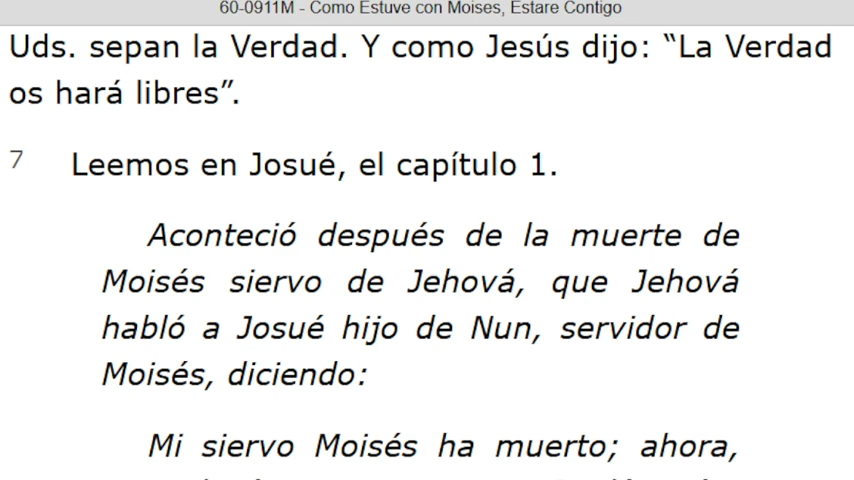 60-0911M - Como Estuve con Moises, Estare Contigo
Uds. sepan la Verdad. Y como Jesús dijo: “La Verdad
os hará libres”.
7 Leemos en Josué, el capítulo 1.
Aconteció después de la muerte de
Moisés siervo de Jehová, que Jehová
habló a Josué hijo de Nun, servidor de
Moisés, diciendo:
Mi siervo Moisés ha muerto; ahora,